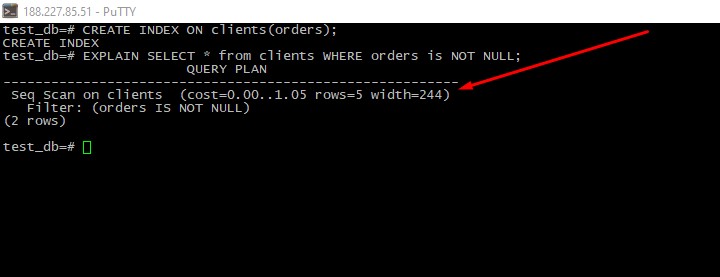 188.227.85.51 - PuTTY
test_db=# CREATE INDEX ON clients(orders);
CREATE INDEX
test_db=# EXPLAIN SELECT * from clients WHERE orders is NOT NULL;
QUERY PLAN
---------------------------------------------------------
Seq Scan on clients  (cost=0.00..1.05 rows=5 width=244)
Filter: (orders IS NOT NULL)
(2 rows)
test_db=#